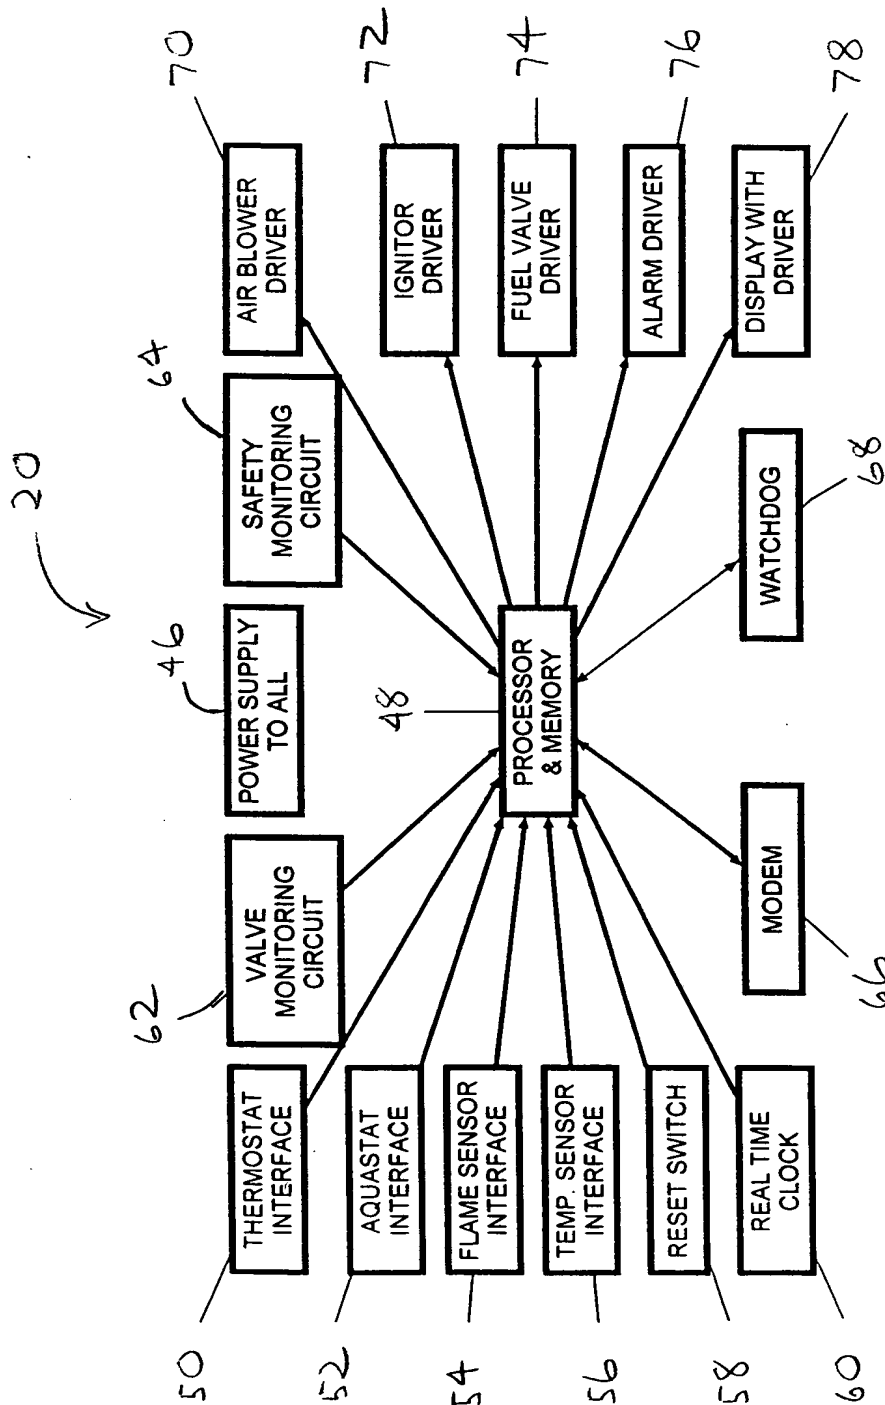 20
62
46
64
50
THERMOSTAT
INTERFACE
VALVE
MONITORING
CIRCUIT
POWER SUPPLY
TO ALL
SAFETY
MONITORING
CIRCUIT
AIR BLOWER
DRIVER
70
52
AQUASTAT
INTERFACE
48
IGNITOR
DRIVER
72
54
FLAME SENSOR
INTERFACE
PROCESSOR
& MEMORY
FUEL VALVE
DRIVER
74
56
TEMP. SENSOR
INTERFACE
58
RESET SWITCH
ALARM DRIVER
76
60
REAL TIME
CLOCK
MODEM
WATCHDOG
DISPLAY WITH
DRIVER
78
66
68